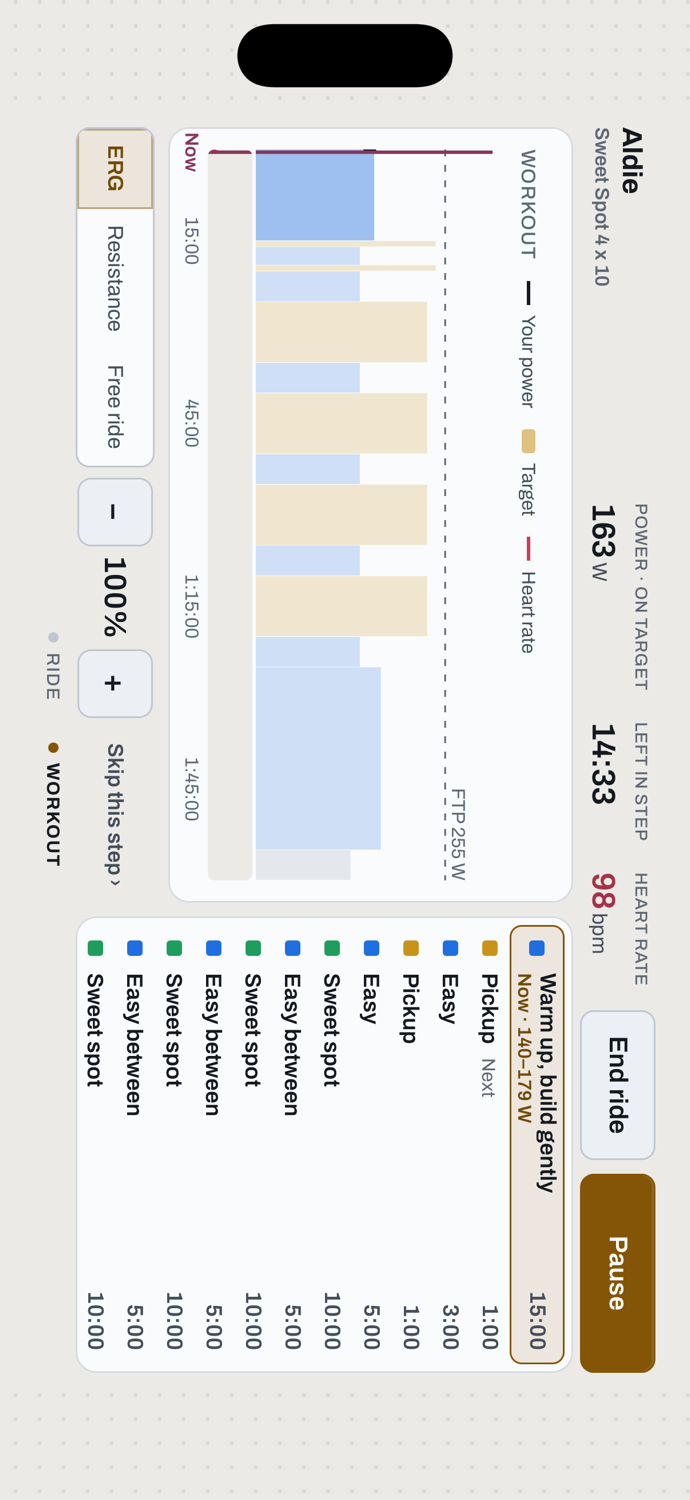 Aldie
Sweet Spot 4 x 10
POWER · ON TARGET
163 W
LEFT IN STEP
14:33
HEART RATE
98 bpm
End ride
Pause
WORKOUT
Your power
Target
Heart rate
FTP 255 W
Now
15:00
45:00
1:15:00
1:45:00
Warm up, build gently
Now · 140–179 W
15:00
Pickup Next 1:00
Easy 3:00
Pickup 1:00
Easy 5:00
Sweet spot 10:00
Easy between 5:00
Sweet spot 10:00
Easy between 5:00
Sweet spot 10:00
Easy between 5:00
Sweet spot 10:00
ERG
Resistance
Free ride
–
100%
+
Skip this step ›
RIDE
WORKOUT